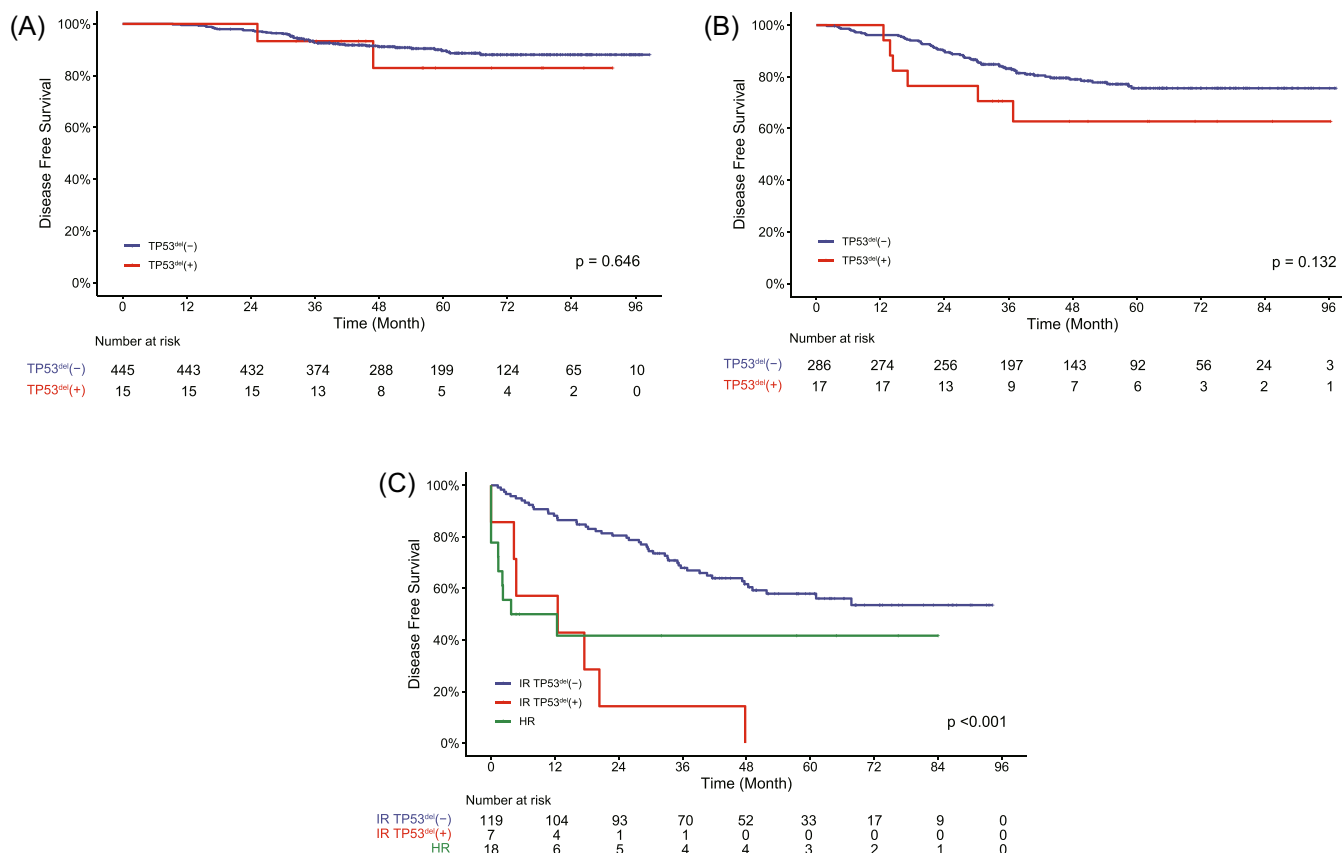 (A)
100%
80%
60%
40%
20%
0%
Disease Free Survival
TP53del(−)
TP53del(+)
p = 0.646
0 12 24 36 48 60 72 84 96
Time (Month)
Number at risk
TP53del(−) 445 443 432 374 288 199 124 65 10
TP53del(+) 15 15 15 13 8 5 4 2 0
(B)
100%
80%
60%
40%
20%
0%
Disease Free Survival
TP53del(−)
TP53del(+)
p = 0.132
0 12 24 36 48 60 72 84 96
Time (Month)
Number at risk
TP53del(−) 286 274 256 197 143 92 56 24 3
TP53del(+) 17 17 13 9 7 6 3 2 1
(C)
100%
80%
60%
40%
20%
0%
Disease Free Survival
IR TP53del(−)
IR TP53del(+)
HR
p <0.001
0 12 24 36 48 60 72 84 96
Time (Month)
Number at risk
IR TP53del(−) 119 104 93 70 52 33 17 9 0
IR TP53del(+) 7 4 1 1 0 0 0 0 0
HR 18 6 5 4 4 3 2 1 0